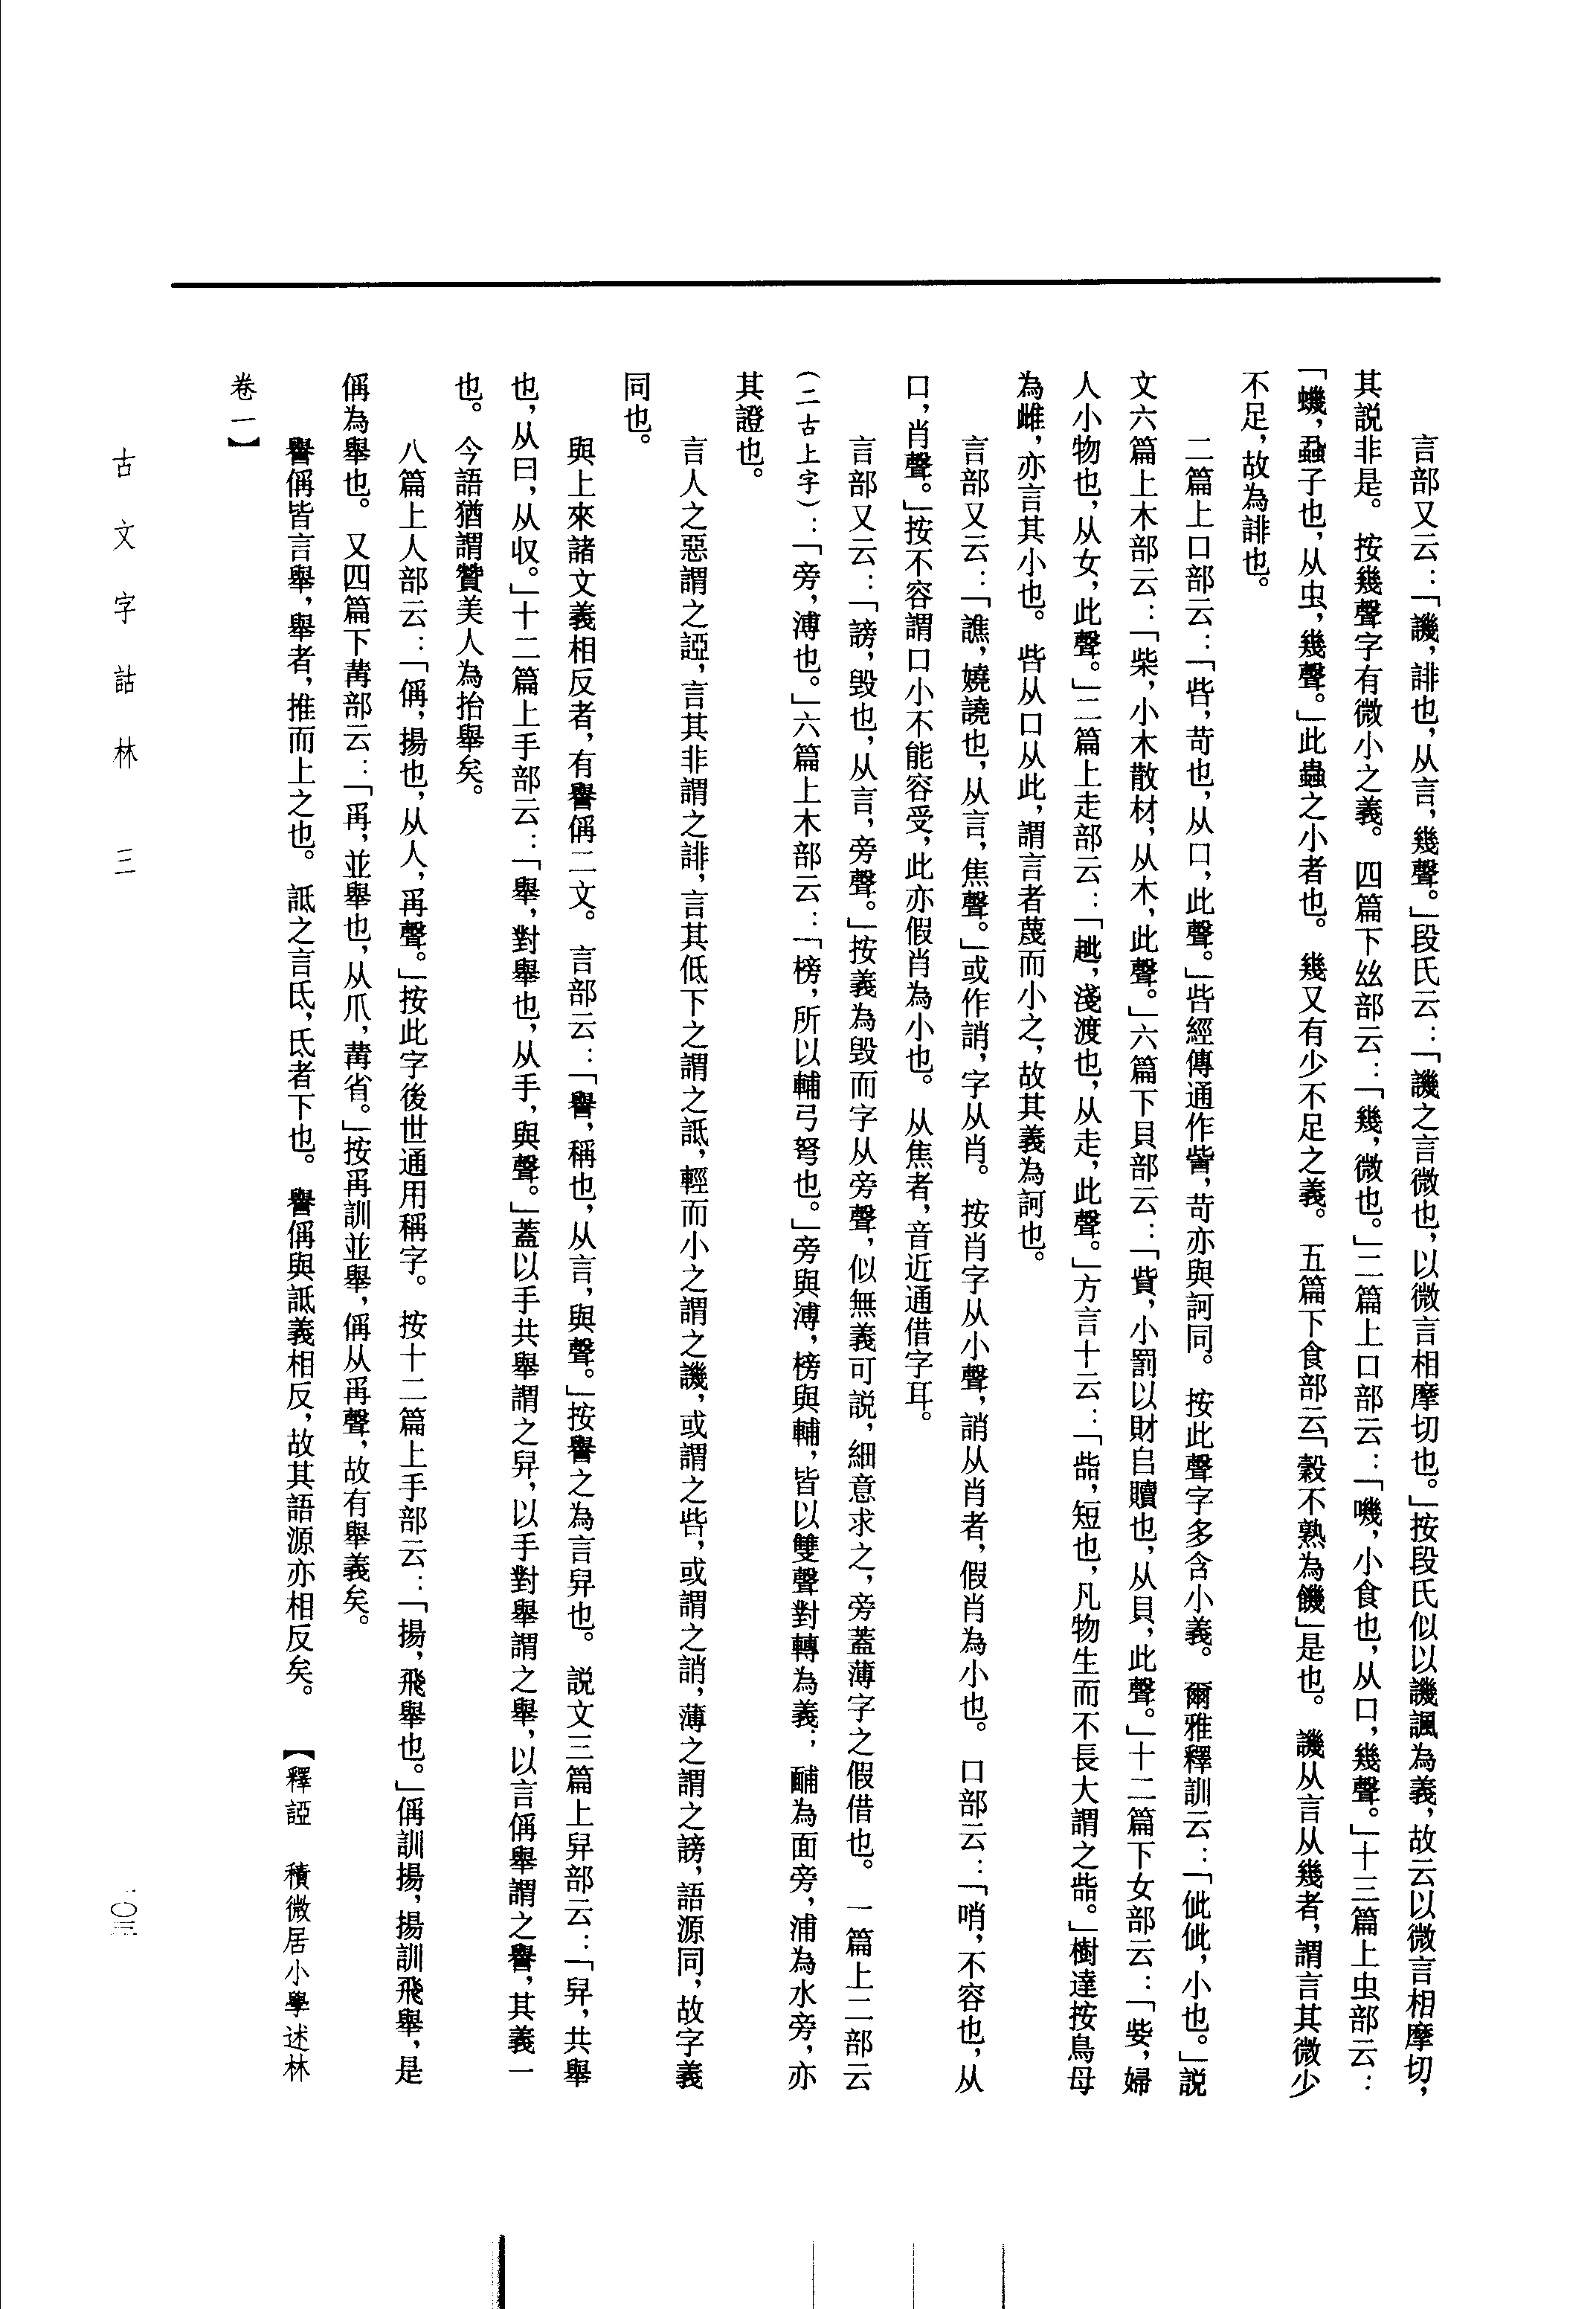 言部又云：「譏，誹也，从言，幾聲。」段氏云：「譏之言微也，以微言相摩切也。」按段氏似以譏諷為義，故云以微言相摩切，
其説非是。按幾聲字有微小之義。四篇下𢆶部云：「幾，微也。」二篇上口部云：「嘰，小食也，从口，幾聲。」十三篇上虫部云：
「蟣，蝨子也，从虫，幾聲。」此蟲之小者也。幾又有少不足之義。五篇下食部云「穀不熟為饑」是也。譏从言从幾者，謂言其微少
不足，故為誹也。
二篇上口部云：「呰，苛也，从口，此聲。」呰經傳通作訾，苛亦與訶同。按此聲字多含小義。爾雅釋訓云：「佌佌，小也。」説
文六篇上木部云：「柴，小木散材，从木，此聲。」六篇下貝部云：「貲，小罰以財自贖也，从貝，此聲。」十二篇下女部云：「姕，婦
人小物也，从女，此聲。」二篇上走部云：「赼，淺渡也，从走，此聲。」方言十云：「㠿，短也，凡物生而不長大謂之㠿。」樹達按鳥母
為雌，亦言其小也。呰从口从此，謂言者蔑而小之，故其義為訶也。
言部又云：「譙，嬈譊也，从言，焦聲。」或作誚，字从肖。按肖字从小聲，誚从肖者，假肖為小也。口部云：「哨，不容也，从
口，肖聲。」按不容謂口小不能容受，此亦假肖為小也。从焦者，音近通借字耳。
言部又云：「謗，毀也，从言，旁聲。」按義為毀而字从旁聲，似無義可説，細意求之，旁蓋薄字之假借也。一篇上二部云
（二古上字）：「旁，溥也。」六篇上木部云：「榜，所以輔弓弩也。」旁與溥，榜與輔，皆以雙聲對轉為義；酺為面旁，浦為水旁，亦
其證也。
言人之惡謂之誣，言其非謂之誹，言其低下之謂之詆，輕而小之謂之譏，或謂之呰，或謂之誚，薄之謂之謗，語源同，故字義
同也。
與上來諸文義相反者，有譽偁二文。言部云：「譽，稱也，从言，與聲。」按譽之為言舁也。説文三篇上舁部云：「舁，共舉
也，从𦥑，从収。」十二篇上手部云：「舉，對舉也，从手，與聲。」蓋以手共舉謂之舁，以手對舉謂之舉，以言偁舉謂之譽，其義一
也。今語猶謂贊美人為抬舉矣。
八篇上人部云：「偁，揚也，从人，爯聲。」按此字後世通用稱字。按十二篇上手部云：「揚，飛舉也。」偁訓揚，揚訓飛舉，是
偁為舉也。又四篇下冓部云：「爯，並舉也，从爪，冓省。」按爯訓並舉，偁从爯聲，故有舉義矣。
譽偁皆言舉，舉者，推而上之也。詆之言氐，氐者下也。譽偁與詆義相反，故其語源亦相反矣。【釋誣　積微居小學述林
卷一】
古文字詁林　三
一〇三